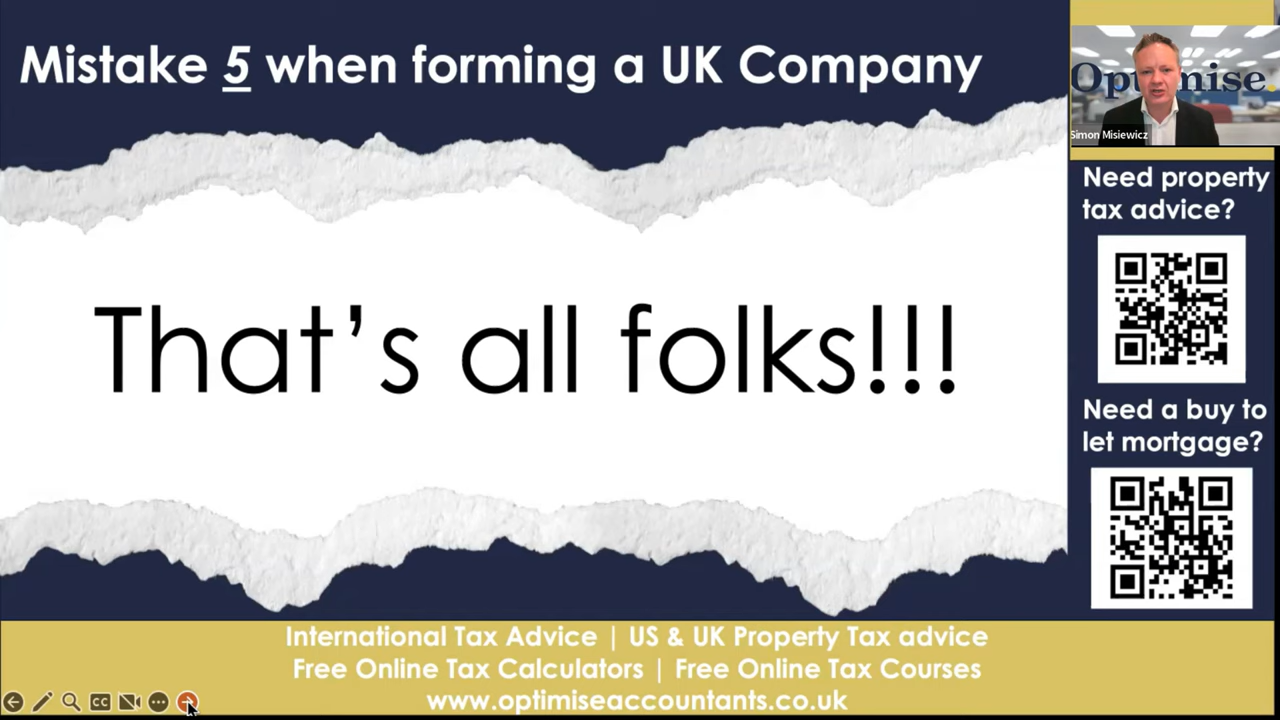 Mistake 5 when forming a UK Company
Optimise.
Simon Misiewicz
Need property
tax advice?
That's all folks!!!
Need a buy to
let mortgage?
International Tax Advice | US & UK Property Tax advice
Free Online Tax Calculators | Free Online Tax Courses
www.optimiseaccountants.co.uk
CC